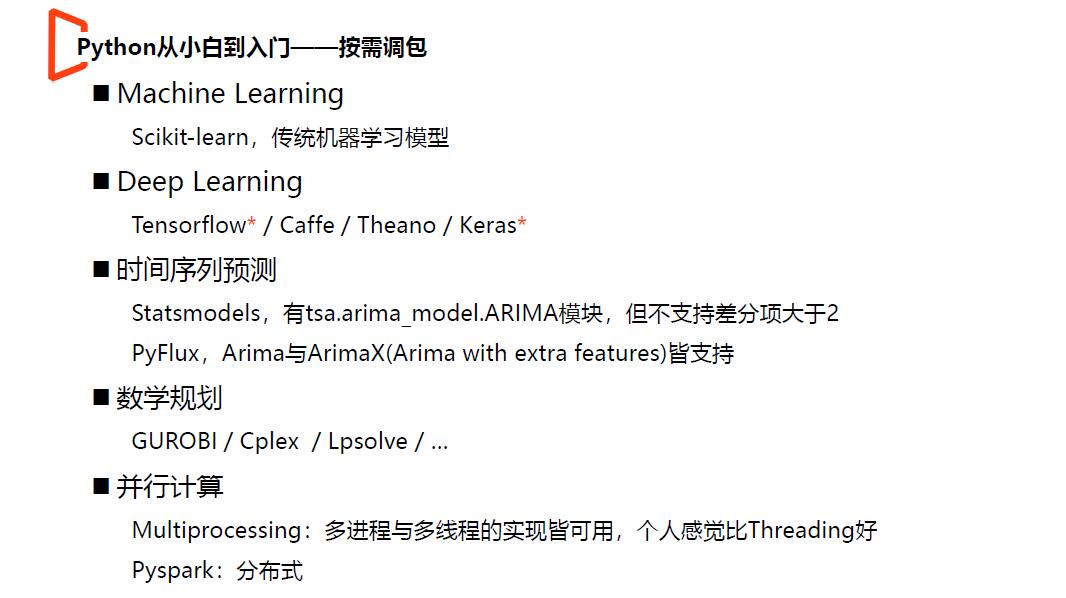 Python从小白到入门——按需调包
■ Machine Learning
Scikit-learn，传统机器学习模型
■ Deep Learning
Tensorflow* / Caffe / Theano / Keras*
■ 时间序列预测
Statsmodels，有tsa.arima_model.ARIMA模块，但不支持差分项大于2
PyFlux，Arima与ArimaX(Arima with extra features)皆支持
■ 数学规划
GUROBI / Cplex / Lpsolve / ...
■ 并行计算
Multiprocessing：多进程与多线程的实现皆可用，个人感觉比Threading好
Pyspark：分布式